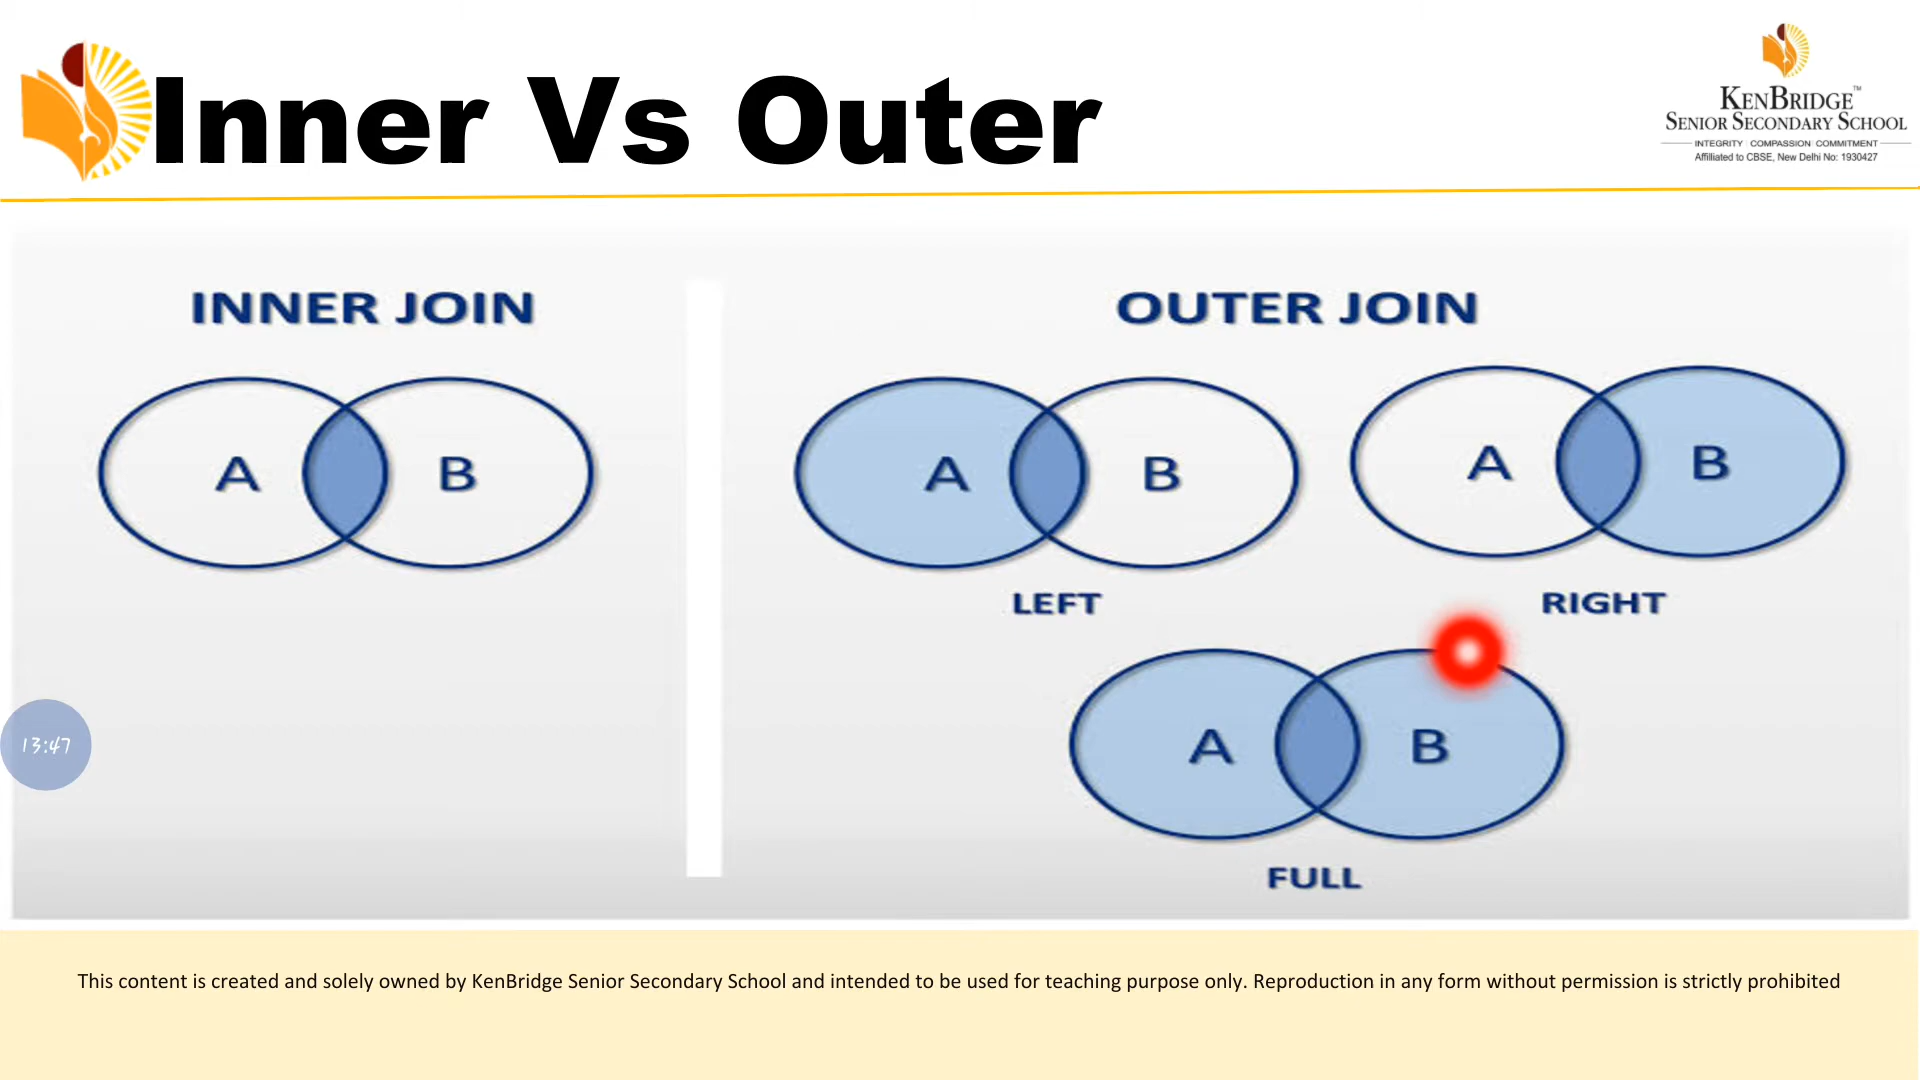 Inner Vs Outer
KENBRIDGE™
SENIOR SECONDARY SCHOOL
INTEGRITY | COMPASSION | COMMITMENT
Affiliated to CBSE, New Delhi No: 1930427
INNER JOIN
OUTER JOIN
A B
A B
A B
LEFT
RIGHT
A B
13:47
FULL
This content is created and solely owned by KenBridge Senior Secondary School and intended to be used for teaching purpose only. Reproduction in any form without permission is strictly prohibited